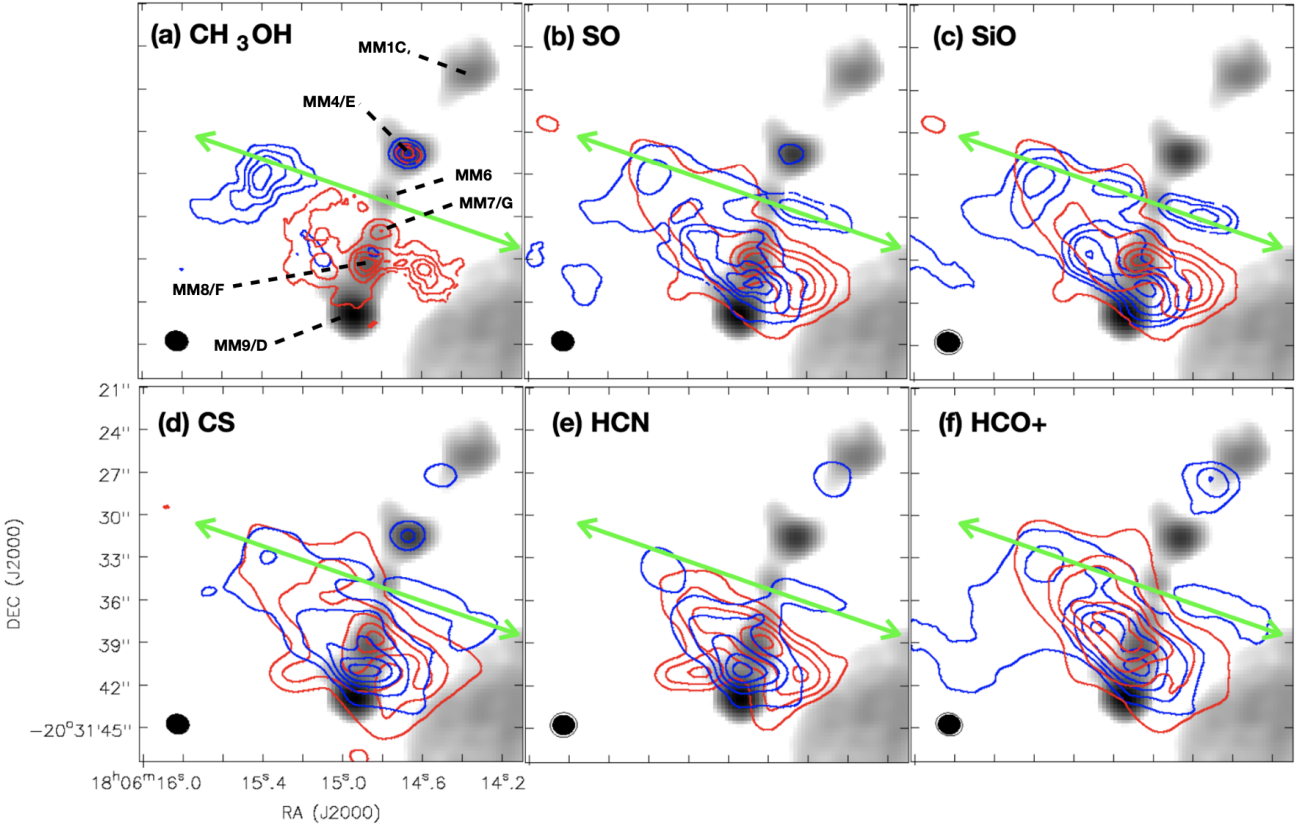 (a) CH 3OH
(b) SO
(c) SiO
MM1C,
MM4/E
MM6
MM7/G
MM8/F
MM9/D
21''
24''
27''
30''
33''
36''
39''
42''
−20°31'45''
DEC (J2000)
(d) CS
(e) HCN
(f) HCO+
18h06m16s.0
15s.4
15s.0
14s.6
14s.2
RA (J2000)